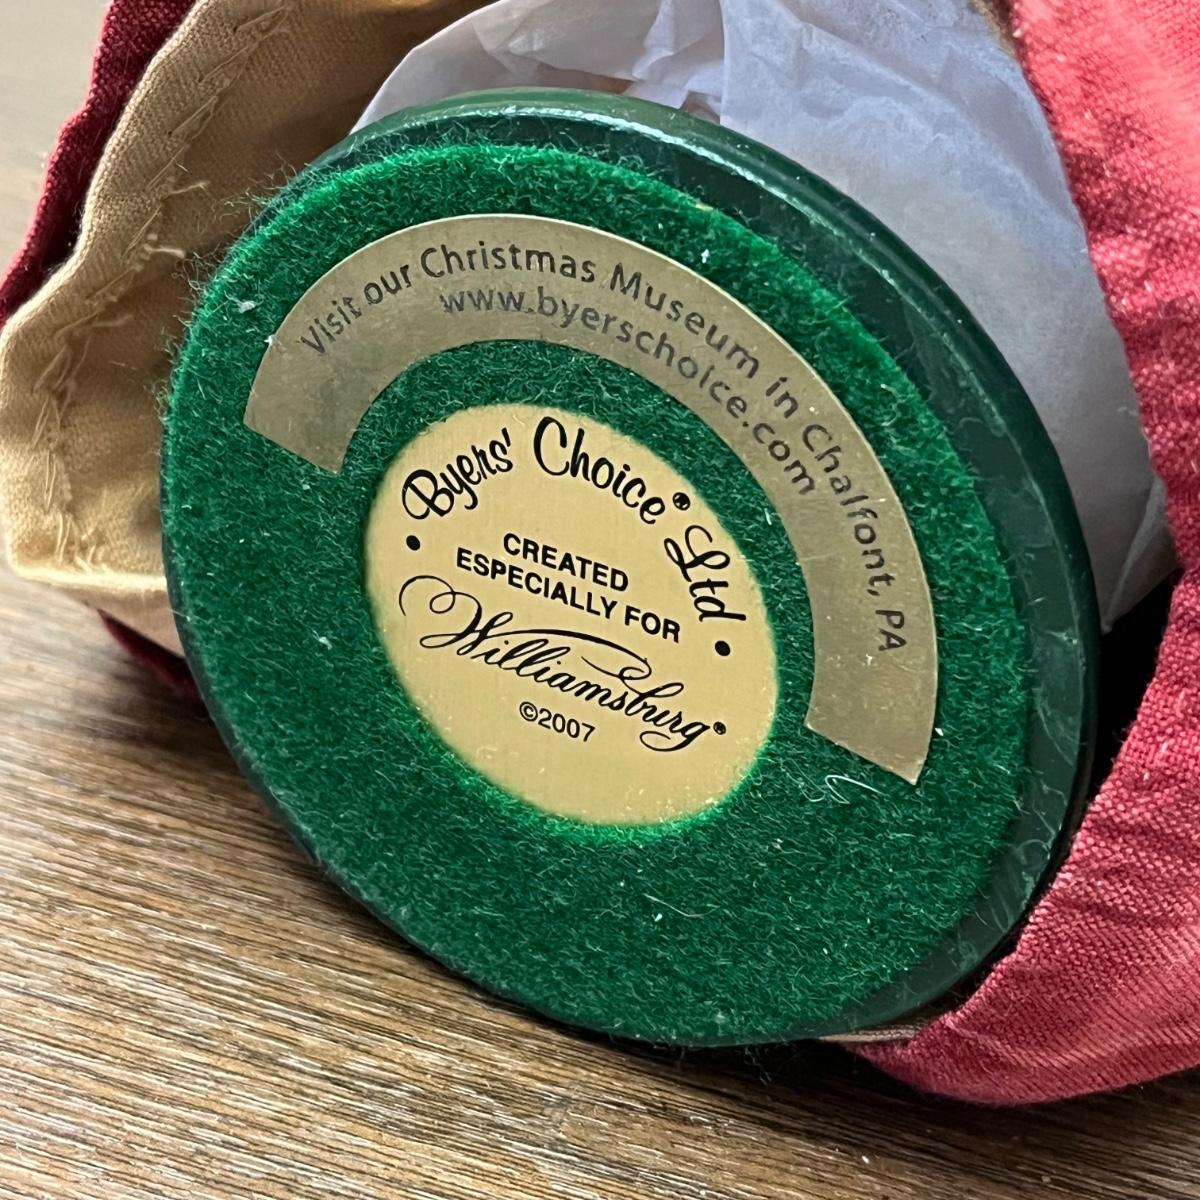 Visit our Christmas Museum in Chalfont, PA
www.byerschoice.com
Byers' Choice® Ltd
• •
CREATED
ESPECIALLY FOR
Williamsburg®
©2007